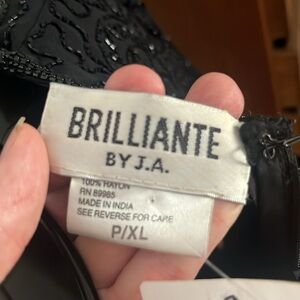 BRILLIANTE
BY J.A.
100% RAYON
RN 89985
MADE IN INDIA
SEE REVERSE FOR CARE
P/XL